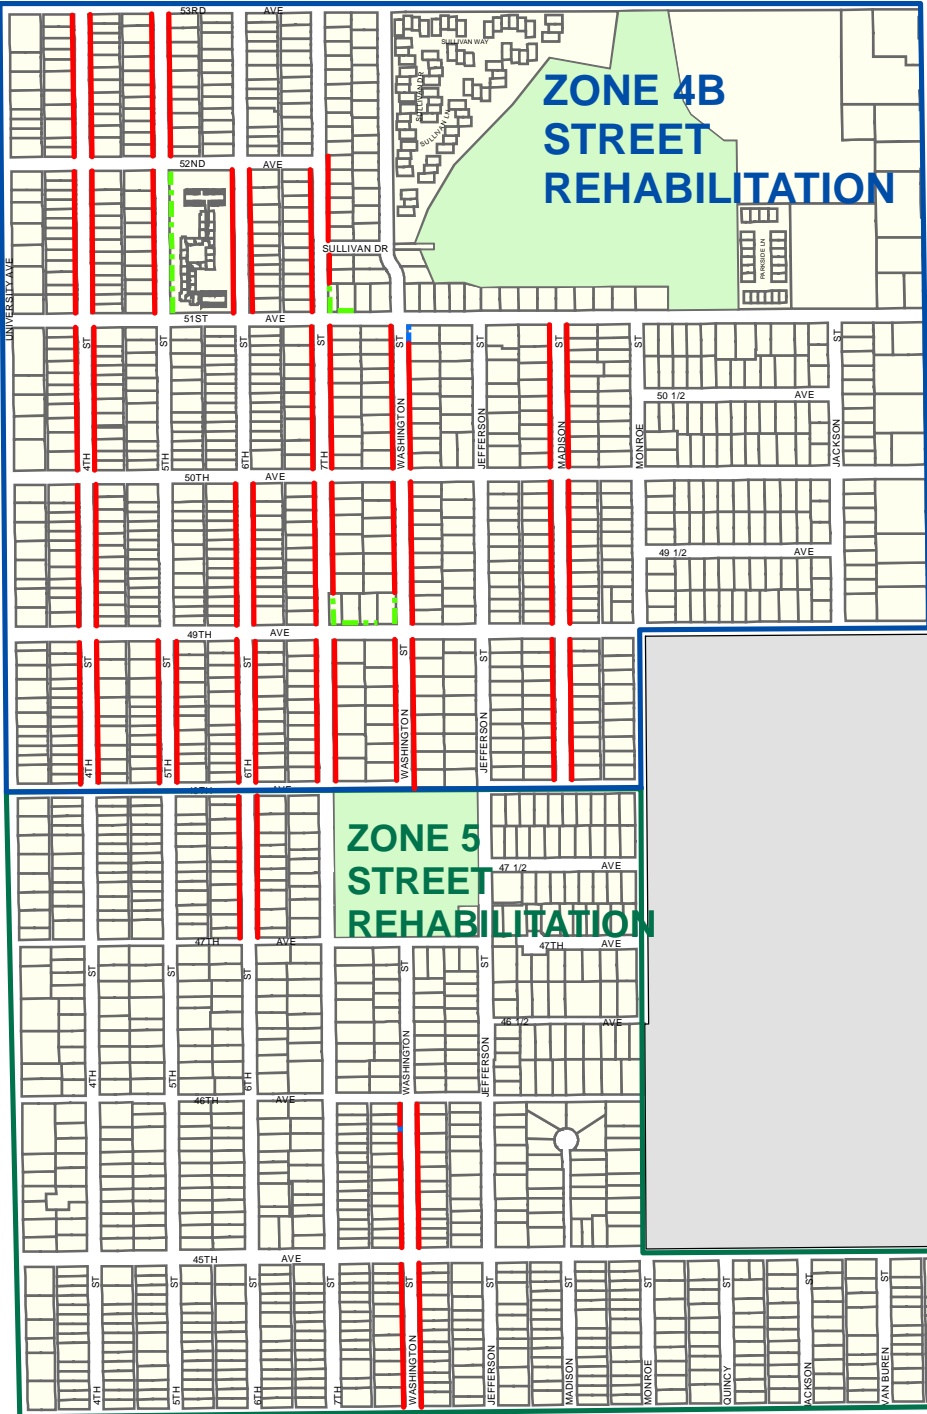 53RD AVE
SULLIVAN WAY
SULLIVAN DR
SULLIVAN LN
ZONE 4B
STREET
REHABILITATION
52ND AVE
SULLIVAN DR
PARKSIDE LN
UNIVERSITY AVE
51ST AVE
4TH ST
5TH ST
6TH ST
7TH ST
WASHINGTON ST
JEFFERSON ST
MADISON ST
MONROE ST
JACKSON ST
50 1/2 AVE
50TH AVE
49 1/2 AVE
49TH AVE
4TH ST
5TH ST
6TH ST
WASHINGTON ST
JEFFERSON ST
AVE
ZONE 5
STREET
REHABILITATION
47 1/2 AVE
47TH AVE
47TH AVE
46 1/2 AVE
4TH ST
5TH ST
6TH ST
WASHINGTON ST
JEFFERSON ST
46TH AVE
45TH AVE
4TH ST
5TH ST
6TH ST
7TH ST
WASHINGTON ST
JEFFERSON ST
MADISON ST
MONROE ST
QUINCY ST
JACKSON ST
VAN BUREN ST